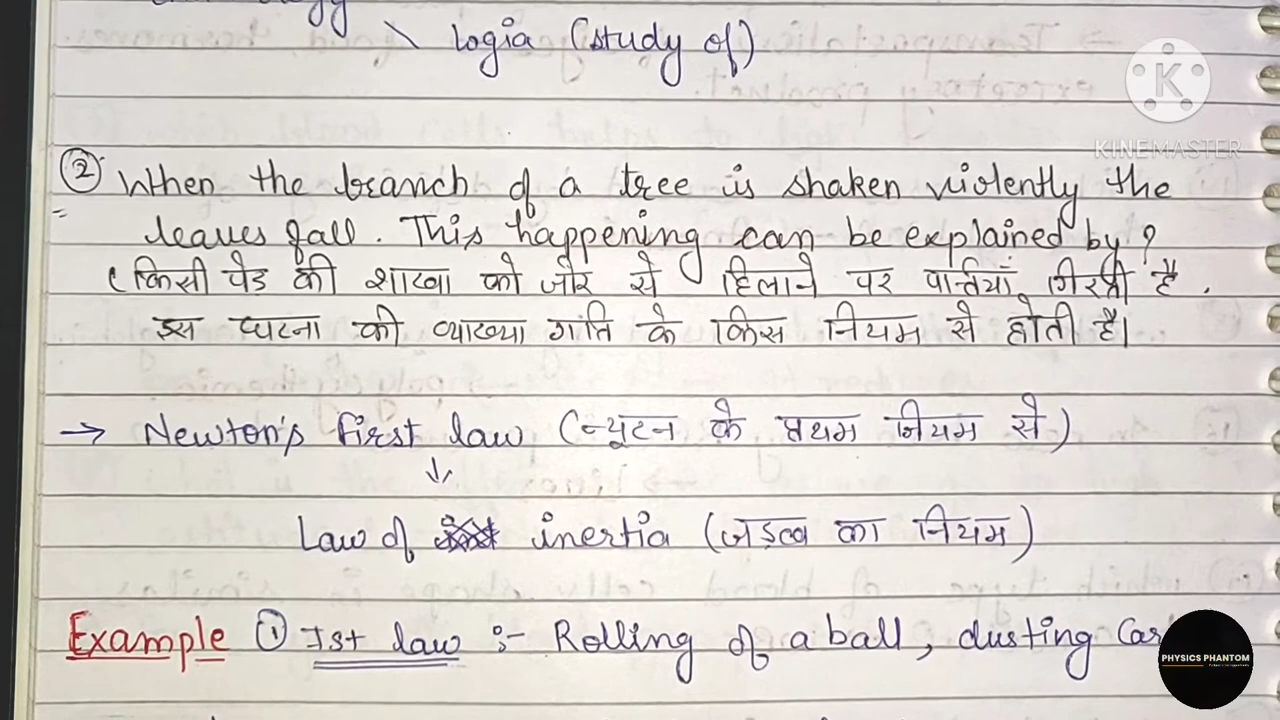 logia (study of)
KINEMASTER
② When the branch of a tree is shaken violently the
leaves fall. This happening can be explained by ?
( किसी पेड की शाखा को जोर से हिलाने पर पत्तियां गिरती हैं .
इस घटना की व्याख्या गति के किस नियम से होती है।
→ Newton's first law (न्यूटन के प्रथम नियम से)
↓
Law of inertia (जड़त्व का नियम)
Example ① Ist law :- Rolling of a ball, dusting
PHYSICS PHANTOM